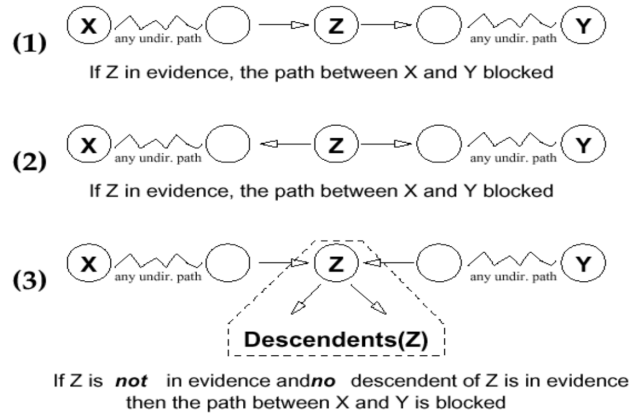 (1) X any undir. path Z any undir. path Y
If Z in evidence, the path between X and Y blocked
(2) X any undir. path Z any undir. path Y
If Z in evidence, the path between X and Y blocked
(3) X any undir. path Z any undir. path Y
Descendents(Z)
If Z is not in evidence andno descendent of Z is in evidence
then the path between X and Y is blocked